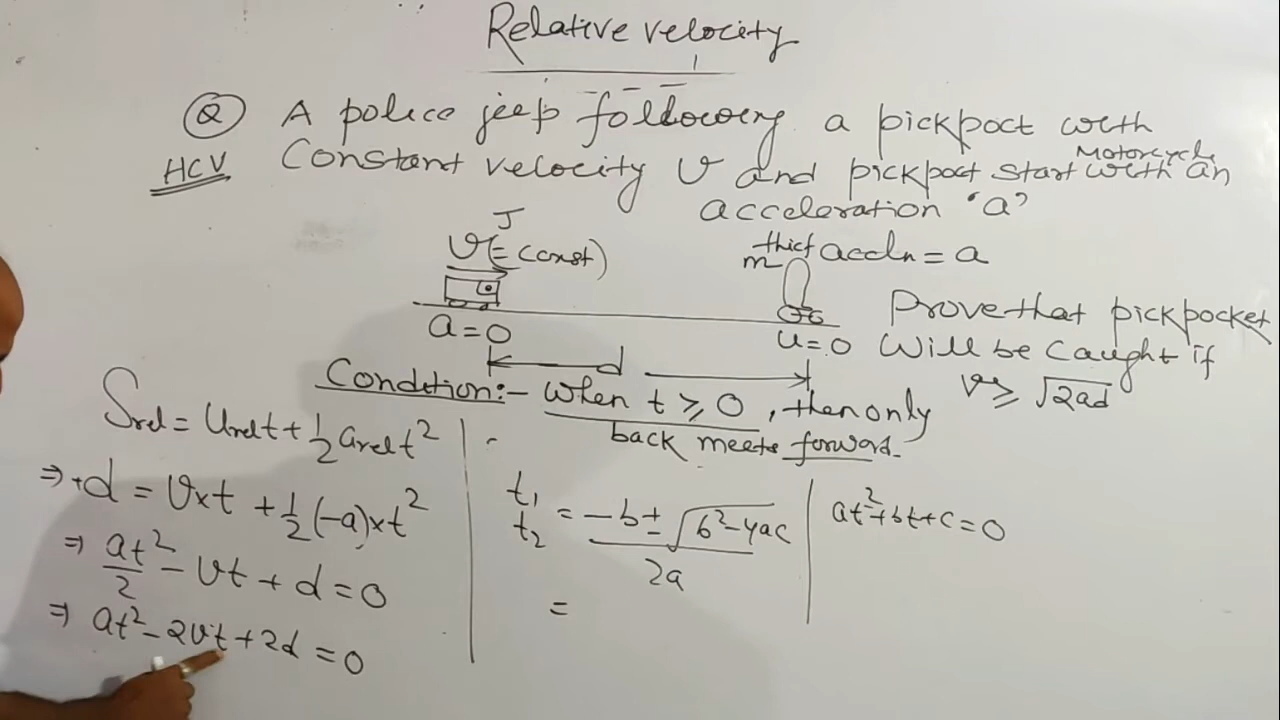 Relative velocity
Q A police jeep following a pickpoct with
HCV Constant velocity v and pickpoct start with an
Motorcycle
acceleration 'a'
J
v(= const)
thief
m
accln = a
a=0
u=0
d
Prove that pickpocket
Will be Caught if
v ≥ √2ad
Condition:- When t ≥ 0, then only
back meets forward.
Srel = Urelt + 1/2 arelt²
⇒ +d = v×t + 1/2 (-a)×t²
⇒ at²/2 - vt + d = 0
⇒ at² - 2vt + 2d = 0
t₁
t₂ = -b ± √b²-4ac / 2a
=
at² + bt + c = 0